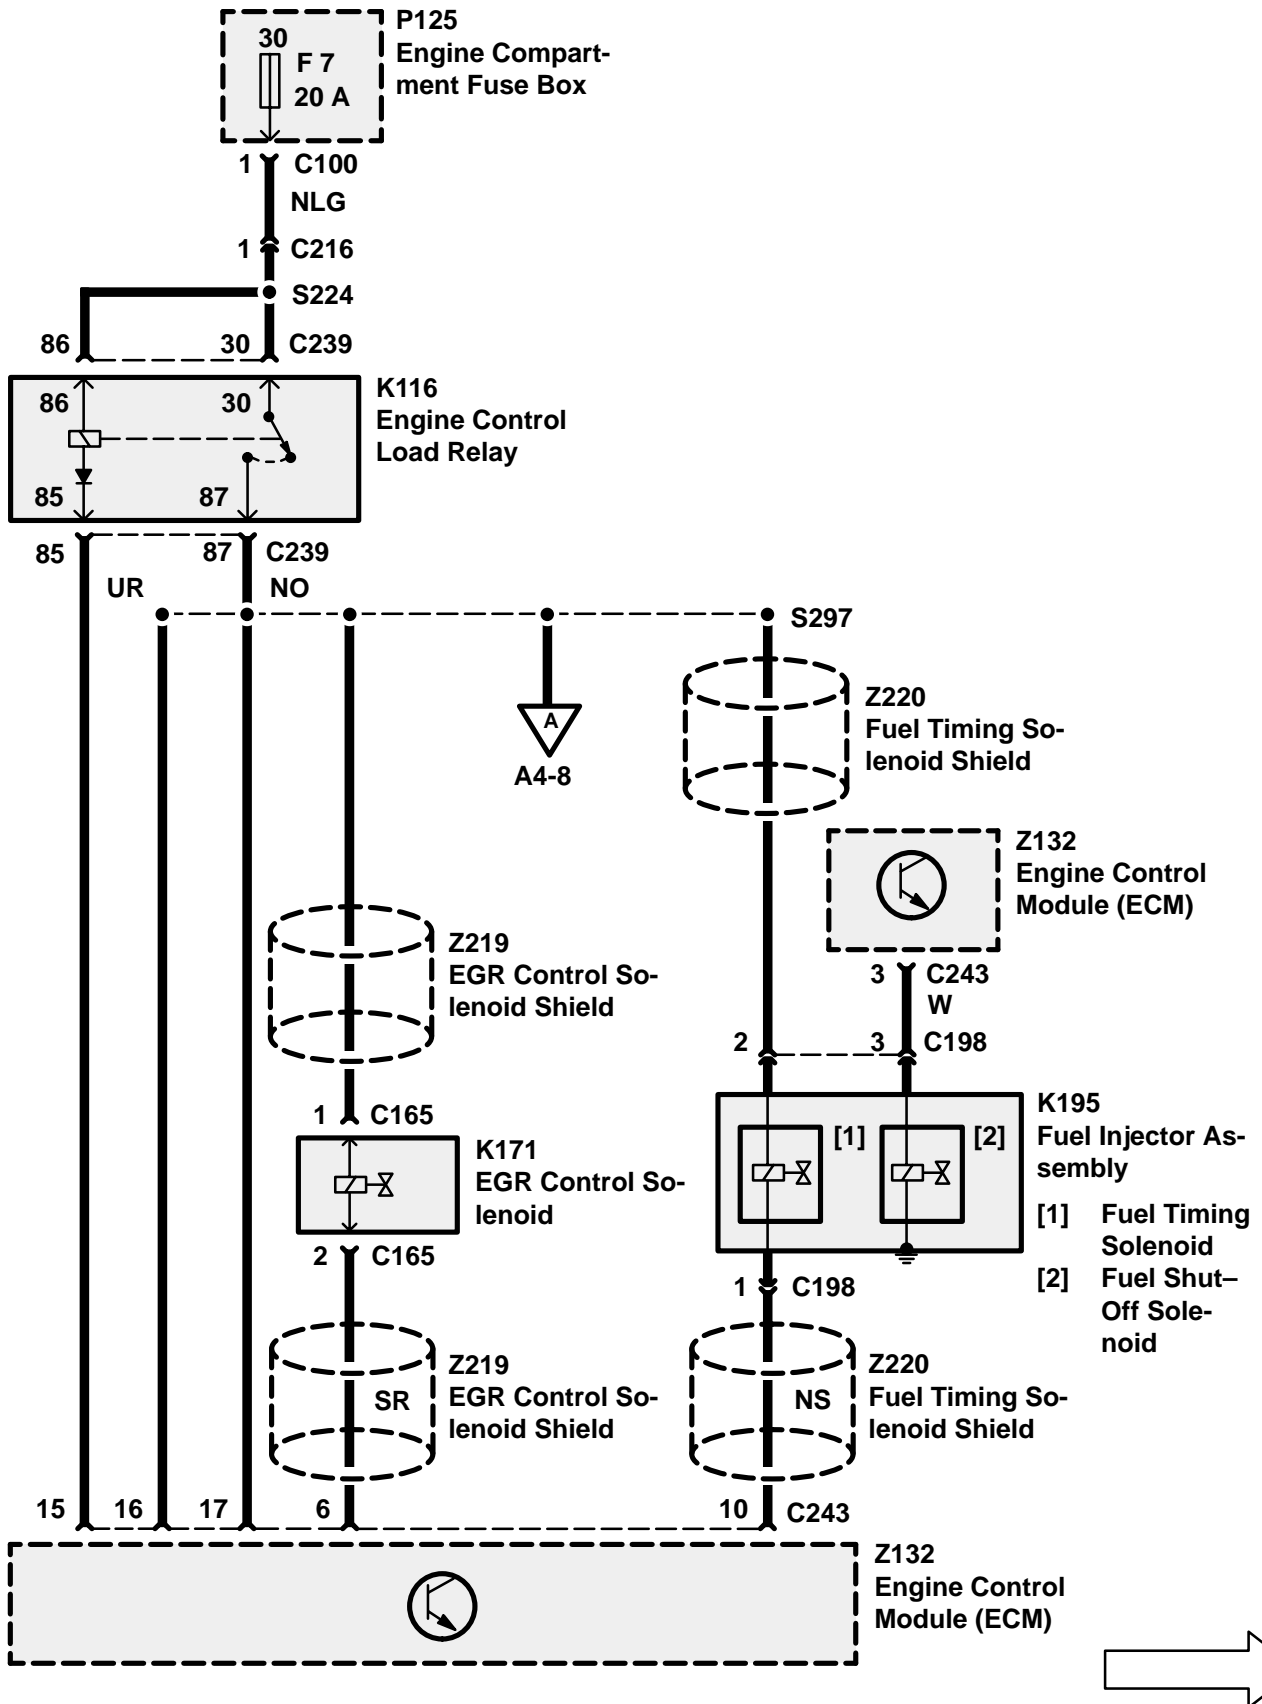 P125
30
Engine Compart-
F 7
ment Fuse Box
20 A
1 C100
NLG
1 C216
S224
86 30 C239
K116
86 30
Engine Control
Load Relay
85 87
85 87 C239
UR NO
S297
Z220
A
Fuel Timing So-
lenoid Shield
A4-8
Z132
Engine Control
Module (ECM)
Z219
EGR Control So-
lenoid Shield
3 C243
W
2 3 C198
K195
1 C165
Fuel Injector As-
sembly
[1] [2]
K171
EGR Control So-
lenoid
[1] Fuel Timing
Solenoid
2 C165
[2] Fuel Shut–
Off Sole-
noid
1 C198
Z219
EGR Control So-
lenoid Shield
SR
Z220
Fuel Timing So-
lenoid Shield
NS
15 16 17 6 10 C243
Z132
Engine Control
Module (ECM)